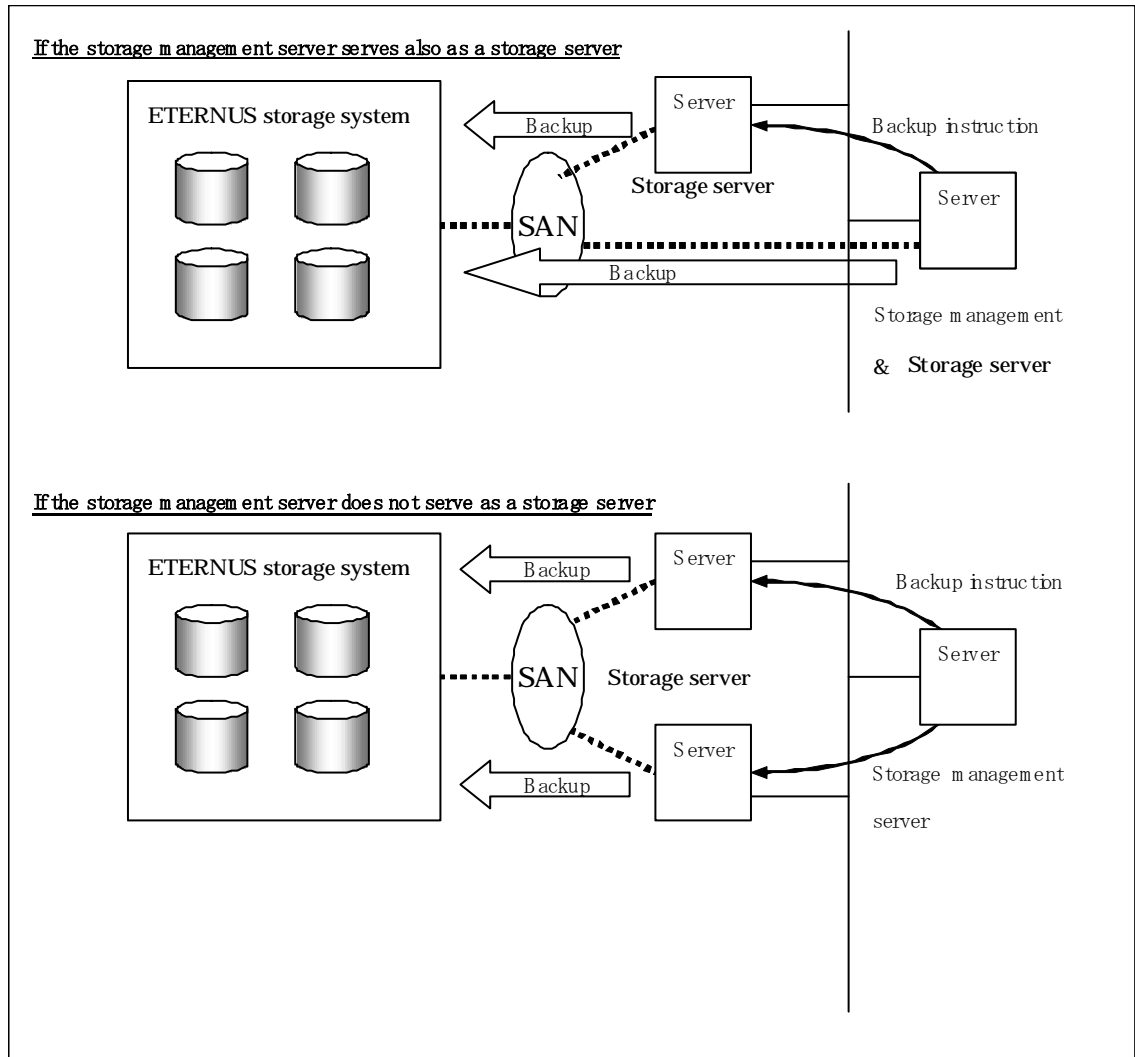 If the storage management server serves also as a storage server
ETERNUS storage system
Backup
Server
Backup instruction
Storage server
Server
SAN
Backup
Storage management
& Storage server
If the storage management server does not serve as a storage server
ETERNUS storage system
Backup
Server
Backup instruction
SAN
Storage server
Server
Server
Backup
Storage management
server